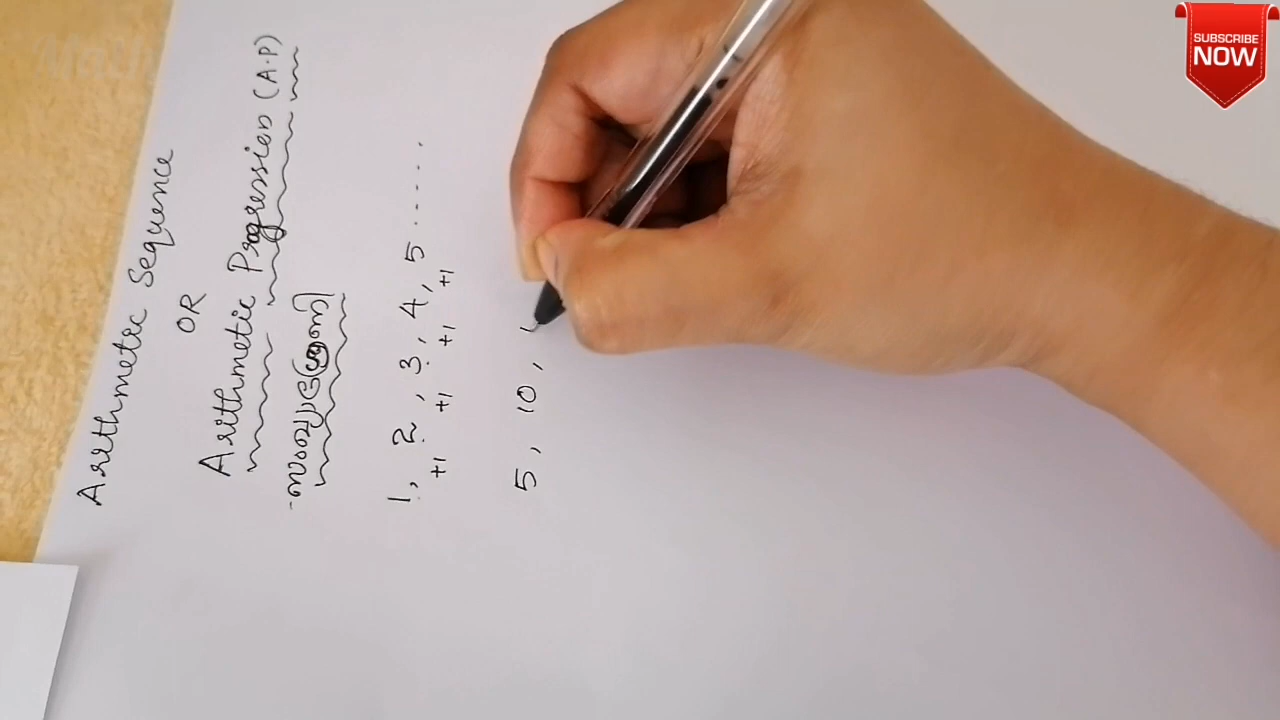 Arithmetic Sequence
OR
Arithmetic Progression (A.P)
1, 2, 3, 4, 5 .....
+1 +1 +1 +1
5, 10,
SUBSCRIBE
NOW